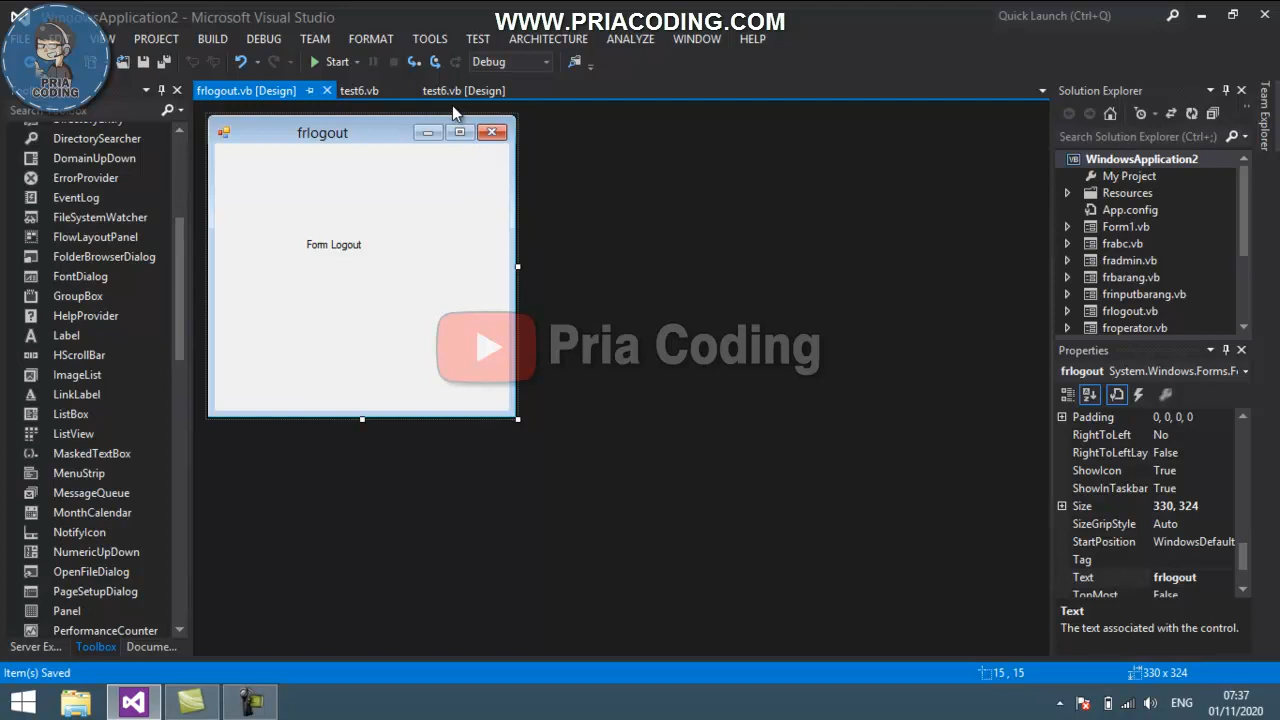 WindowsApplication2 - Microsoft Visual Studio
WWW.PRIACODING.COM
Quick Launch (Ctrl+Q)
FILE
VIEW
PROJECT
BUILD
DEBUG
TEAM
FORMAT
TOOLS
TEST
ARCHITECTURE
ANALYZE
WINDOW
HELP
PRIA
CODING
Start
Debug
frlogout.vb [Design]
test6.vb
test6.vb [Design]
Search
DirectorySearcher
DomainUpDown
ErrorProvider
EventLog
FileSystemWatcher
FlowLayoutPanel
FolderBrowserDialog
FontDialog
GroupBox
HelpProvider
Label
HScrollBar
ImageList
LinkLabel
ListBox
ListView
MaskedTextBox
MenuStrip
MessageQueue
MonthCalendar
NotifyIcon
NumericUpDown
OpenFileDialog
PageSetupDialog
Panel
PerformanceCounter
Server Ex...
Toolbox
Docume...
frlogout
Form Logout
Pria Coding
Solution Explorer
Search Solution Explorer (Ctrl+;)
WindowsApplication2
My Project
Resources
App.config
Form1.vb
frabc.vb
fradmin.vb
frbarang.vb
frinputbarang.vb
frlogout.vb
froperator.vb
Team Explorer
Properties
frlogout System.Windows.Forms.F
Padding 0, 0, 0, 0
RightToLeft No
RightToLeftLay False
ShowIcon True
ShowInTaskbar True
Size 330, 324
SizeGripStyle Auto
StartPosition WindowsDefault
Tag
Text frlogout
TopMost False
Text
The text associated with the control.
Item(s) Saved
15 , 15
330 x 324
ENG
07:37
01/11/2020